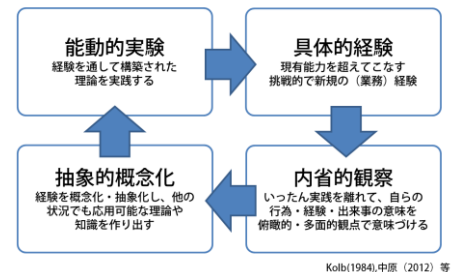 能動的実験
経験を通して構築された
理論を実践する
具体的経験
現有能力を超えてこなす
挑戦的で新規の（業務）経験
抽象的概念化
経験を概念化・抽象化し、他の
状況でも応用可能な理論や
知識を作り出す
内省的観察
いったん実践を離れて、自らの
行為・経験・出来事の意味を
俯瞰的・多面的観点で意味づける
Kolb(1984),中原（2012）等